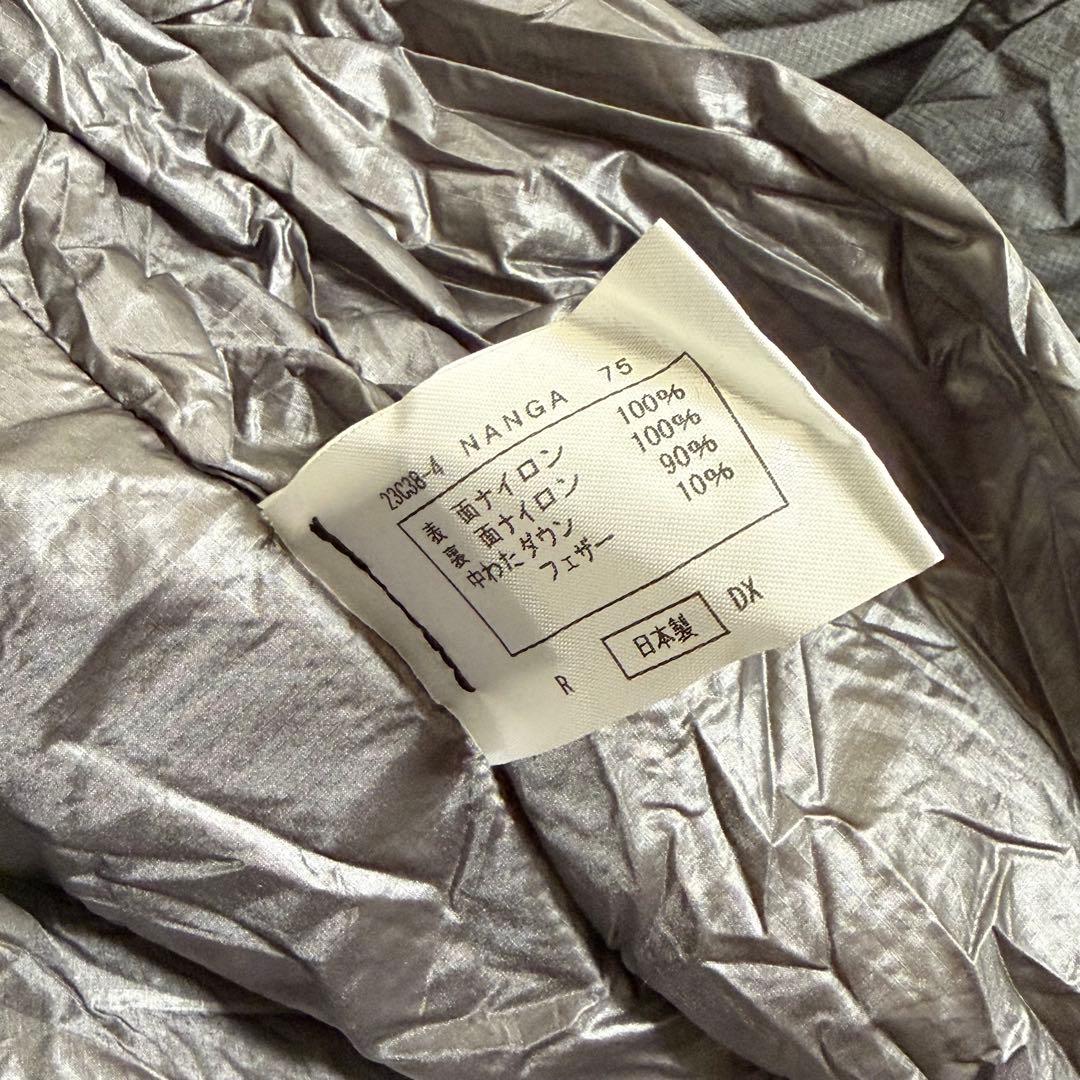 23C38-4 NANGA 75
表 面ナイロン 100%
裏 面ナイロン 100%
中わたダウン 90%
フェザー 10%
R 日本製 DX